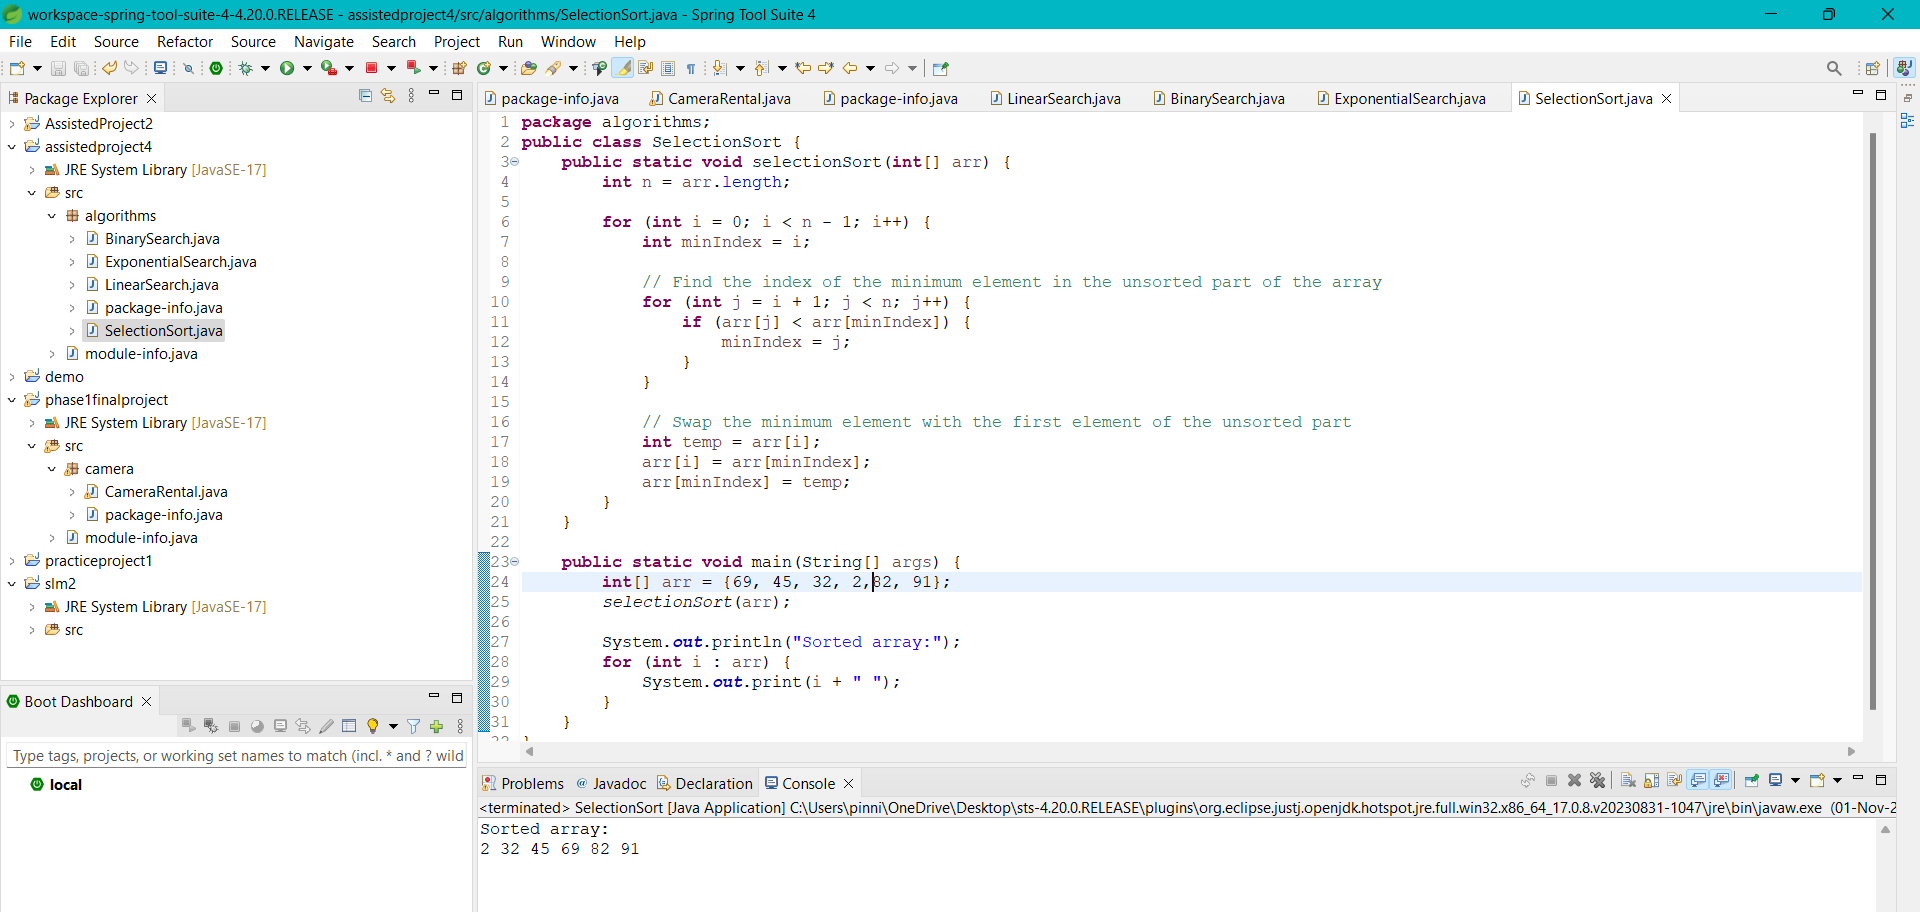 workspace-spring-tool-suite-4-4.20.0.RELEASE - assistedproject4/src/algorithms/SelectionSort.java - Spring Tool Suite 4
File Edit Source Refactor Source Navigate Search Project Run Window Help
Package Explorer
AssistedProject2
assistedproject4
JRE System Library [JavaSE-17]
src
algorithms
BinarySearch.java
ExponentialSearch.java
LinearSearch.java
package-info.java
SelectionSort.java
module-info.java
demo
phase1finalproject
JRE System Library [JavaSE-17]
src
camera
CameraRental.java
package-info.java
module-info.java
practiceproject1
slm2
JRE System Library [JavaSE-17]
src
Boot Dashboard
Type tags, projects, or working set names to match (incl. * and ? wild
local
package-info.java CameraRental.java package-info.java LinearSearch.java BinarySearch.java ExponentialSearch.java SelectionSort.java
1 package algorithms;
2 public class SelectionSort {
3 public static void selectionSort(int[] arr) {
4 int n = arr.length;
5
6 for (int i = 0; i < n - 1; i++) {
7 int minIndex = i;
8
9 // Find the index of the minimum element in the unsorted part of the array
10 for (int j = i + 1; j < n; j++) {
11 if (arr[j] < arr[minIndex]) {
12 minIndex = j;
13 }
14 }
15
16 // Swap the minimum element with the first element of the unsorted part
17 int temp = arr[i];
18 arr[i] = arr[minIndex];
19 arr[minIndex] = temp;
20 }
21 }
22
23 public static void main(String[] args) {
24 int[] arr = {69, 45, 32, 2,82, 91};
25 selectionSort(arr);
26
27 System.out.println("Sorted array:");
28 for (int i : arr) {
29 System.out.print(i + " ");
30 }
31 }
Problems Javadoc Declaration Console
<terminated> SelectionSort [Java Application] C:\Users\pinni\OneDrive\Desktop\sts-4.20.0.RELEASE\plugins\org.eclipse.justj.openjdk.hotspot.jre.full.win32.x86_64_17.0.8.v20230831-1047\jre\bin\javaw.exe (01-Nov-2
Sorted array:
2 32 45 69 82 91